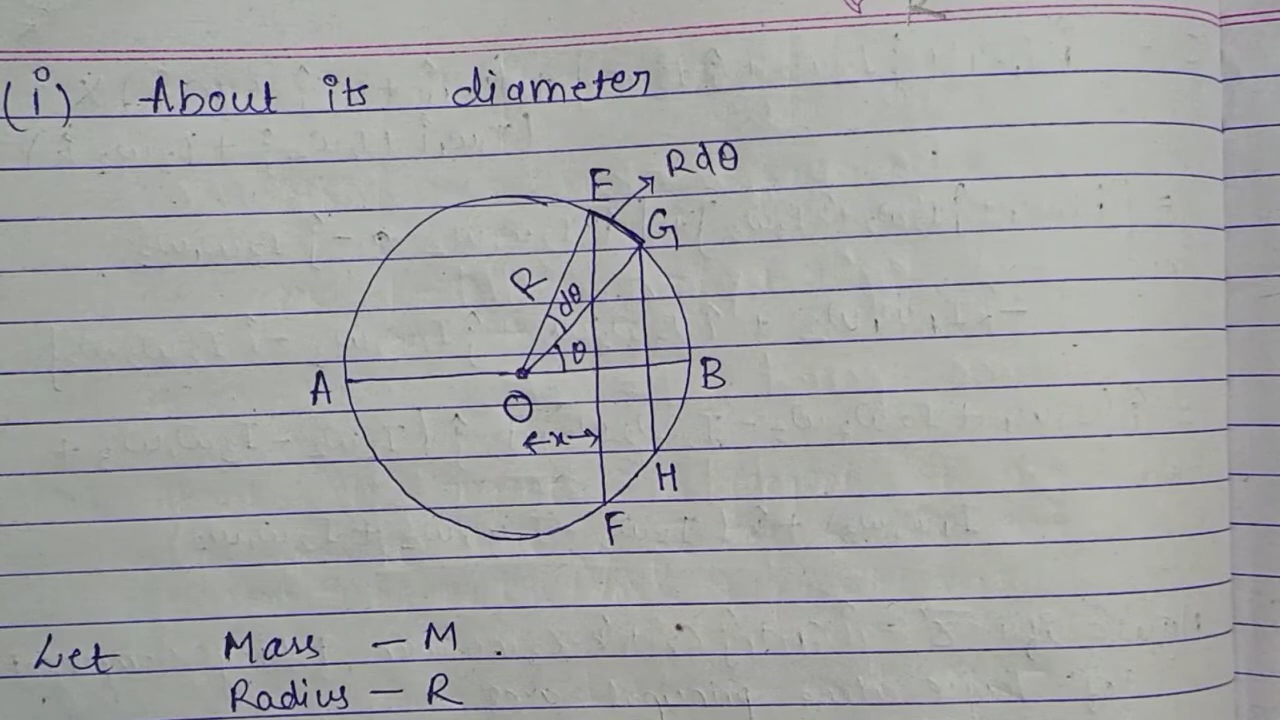 (i) About its diameter
E Rdθ
G
R dθ
θ
A B
O
x
H
F
Let Mass - M.
Radius - R